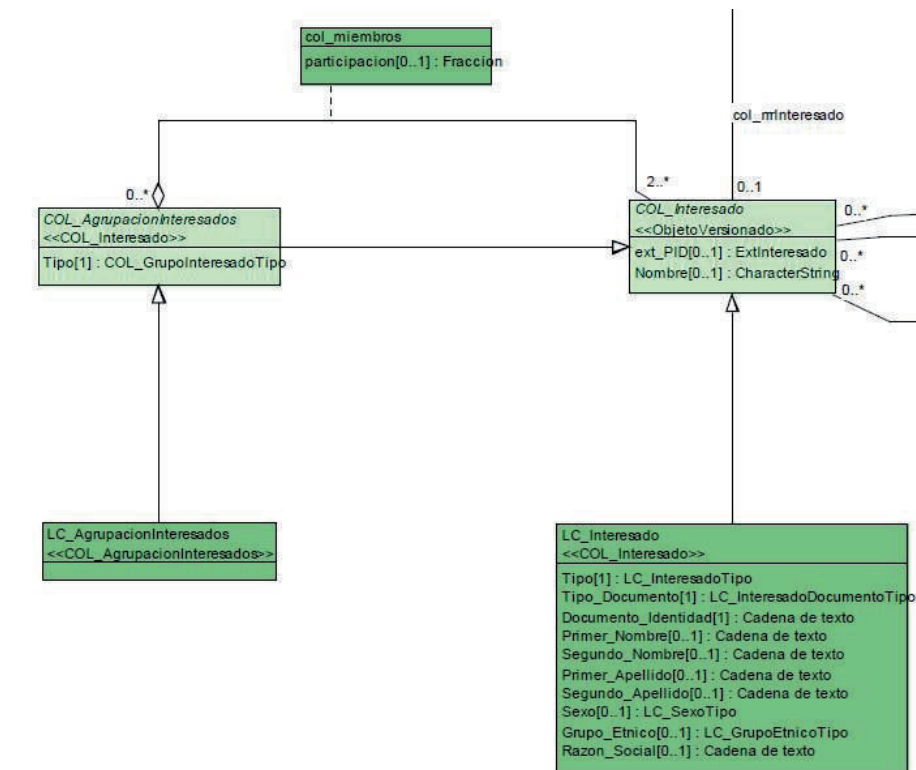 col_miembros
participacion[0..1] : Fraccion
col_rrrInteresado
0..*
2..*
0..1
COL_AgrupacionInteresados
<<COL_Interesado>>
Tipo[1] : COL_GrupoInteresadoTipo
COL_Interesado
<<ObjetoVersionado>>
ext_PID[0..1] : ExtInteresado
Nombre[0..1] : CharacterString
0..*
0..*
0..*
LC_AgrupacionInteresados
<<COL_AgrupacionInteresados>>
LC_Interesado
<<COL_Interesado>>
Tipo[1] : LC_InteresadoTipo
Tipo_Documento[1] : LC_InteresadoDocumentoTipo
Documento_Identidad[1] : Cadena de texto
Primer_Nombre[0..1] : Cadena de texto
Segundo_Nombre[0..1] : Cadena de texto
Primer_Apellido[0..1] : Cadena de texto
Segundo_Apellido[0..1] : Cadena de texto
Sexo[0..1] : LC_SexoTipo
Grupo_Etnico[0..1] : LC_GrupoEtnicoTipo
Razon_Social[0..1] : Cadena de texto